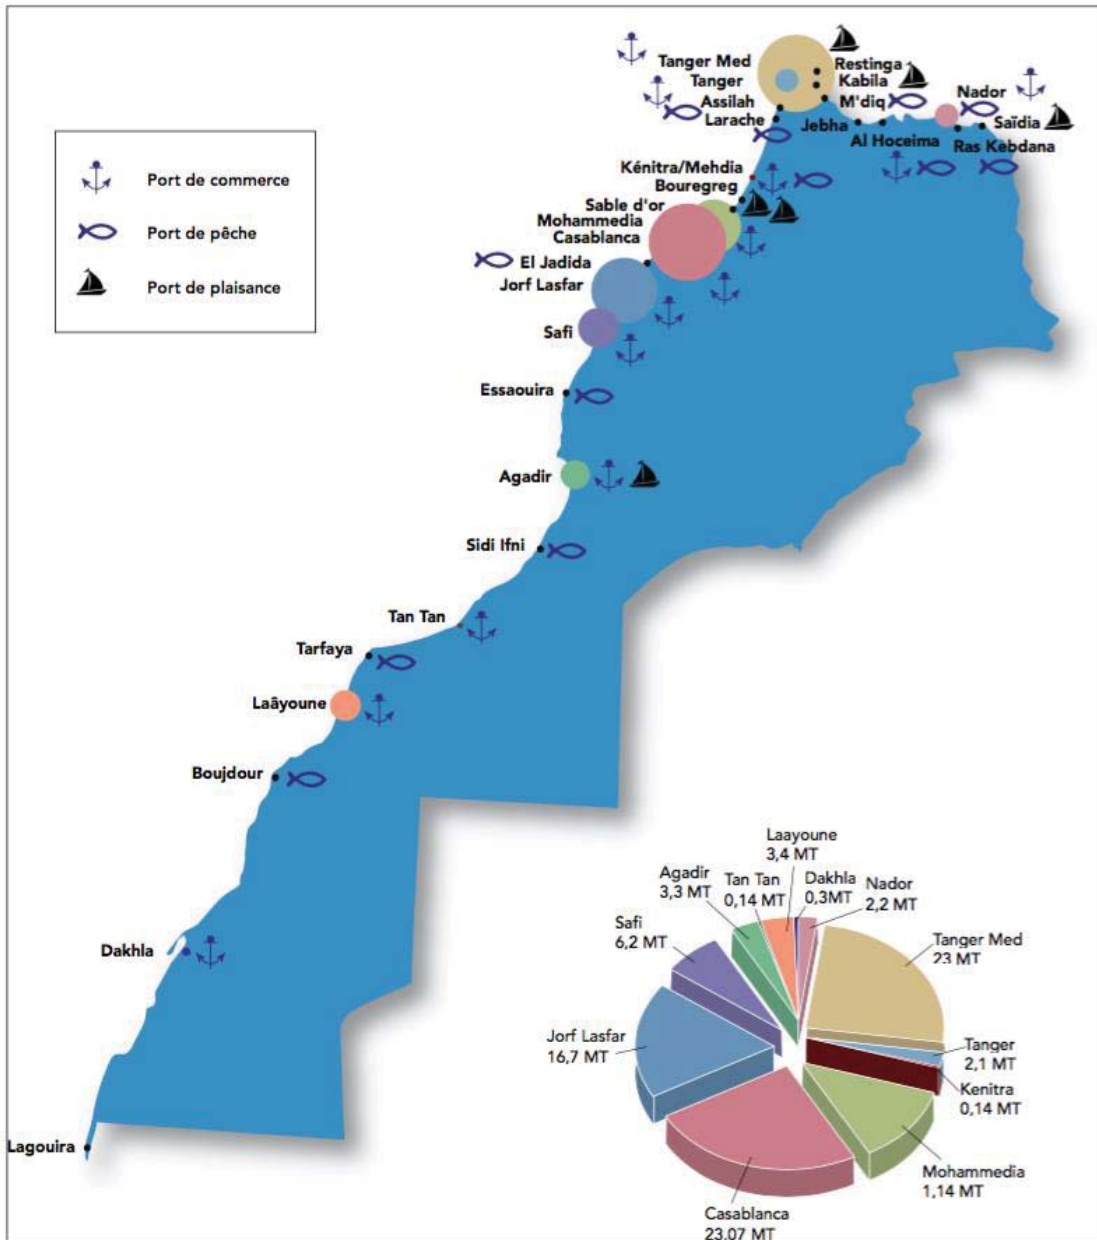 Port de commerce
Port de pêche
Port de plaisance
Tanger Med
Tanger
Assilah
Larache
Restinga
Kabila
M'diq
Jebha
Al Hoceima
Nador
Saïdia
Ras Kebdana
Kénitra/Mehdia
Bouregreg
Sable d'or
Mohammedia
Casablanca
El Jadida
Jorf Lasfar
Safi
Essaouira
Agadir
Sidi Ifni
Tan Tan
Tarfaya
Laâyoune
Boujdour
Dakhla
Lagouira
Laayoune
3,4 MT
Agadir
3,3 MT
Tan Tan
0,14 MT
Dakhla
0,3MT
Nador
2,2 MT
Safi
6,2 MT
Tanger Med
23 MT
Jorf Lasfar
16,7 MT
Tanger
2,1 MT
Kenitra
0,14 MT
Mohammedia
1,14 MT
Casablanca
23,07 MT